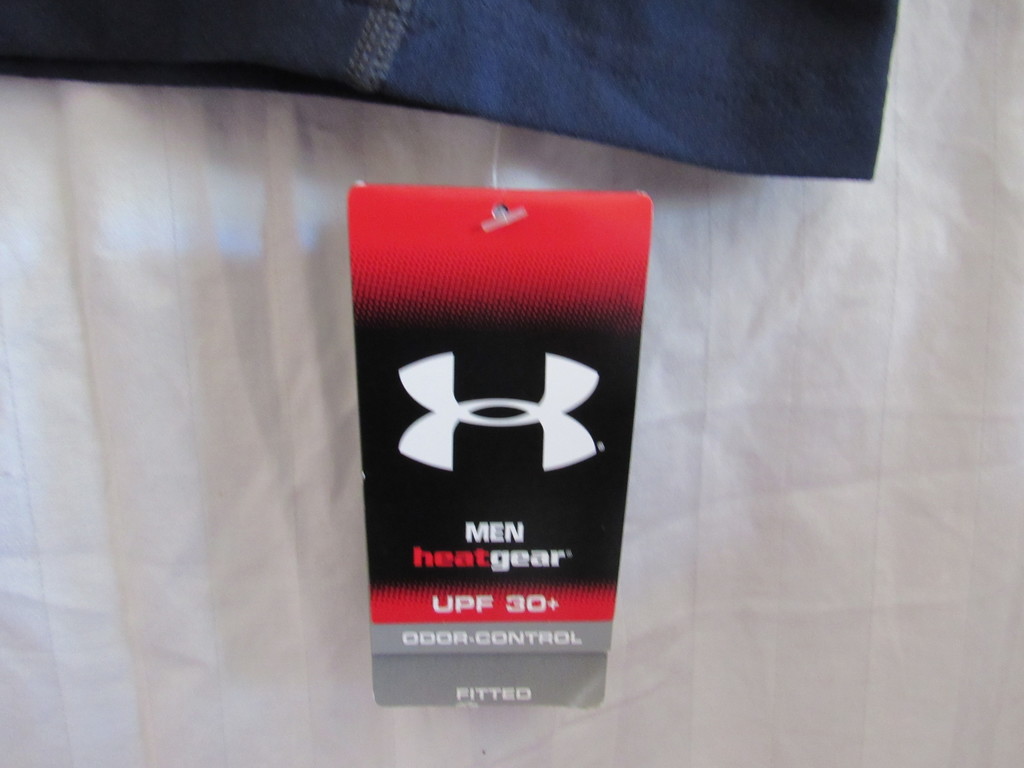 MEN
heatgear
UPF 30+
ODOR-CONTROL
FITTED